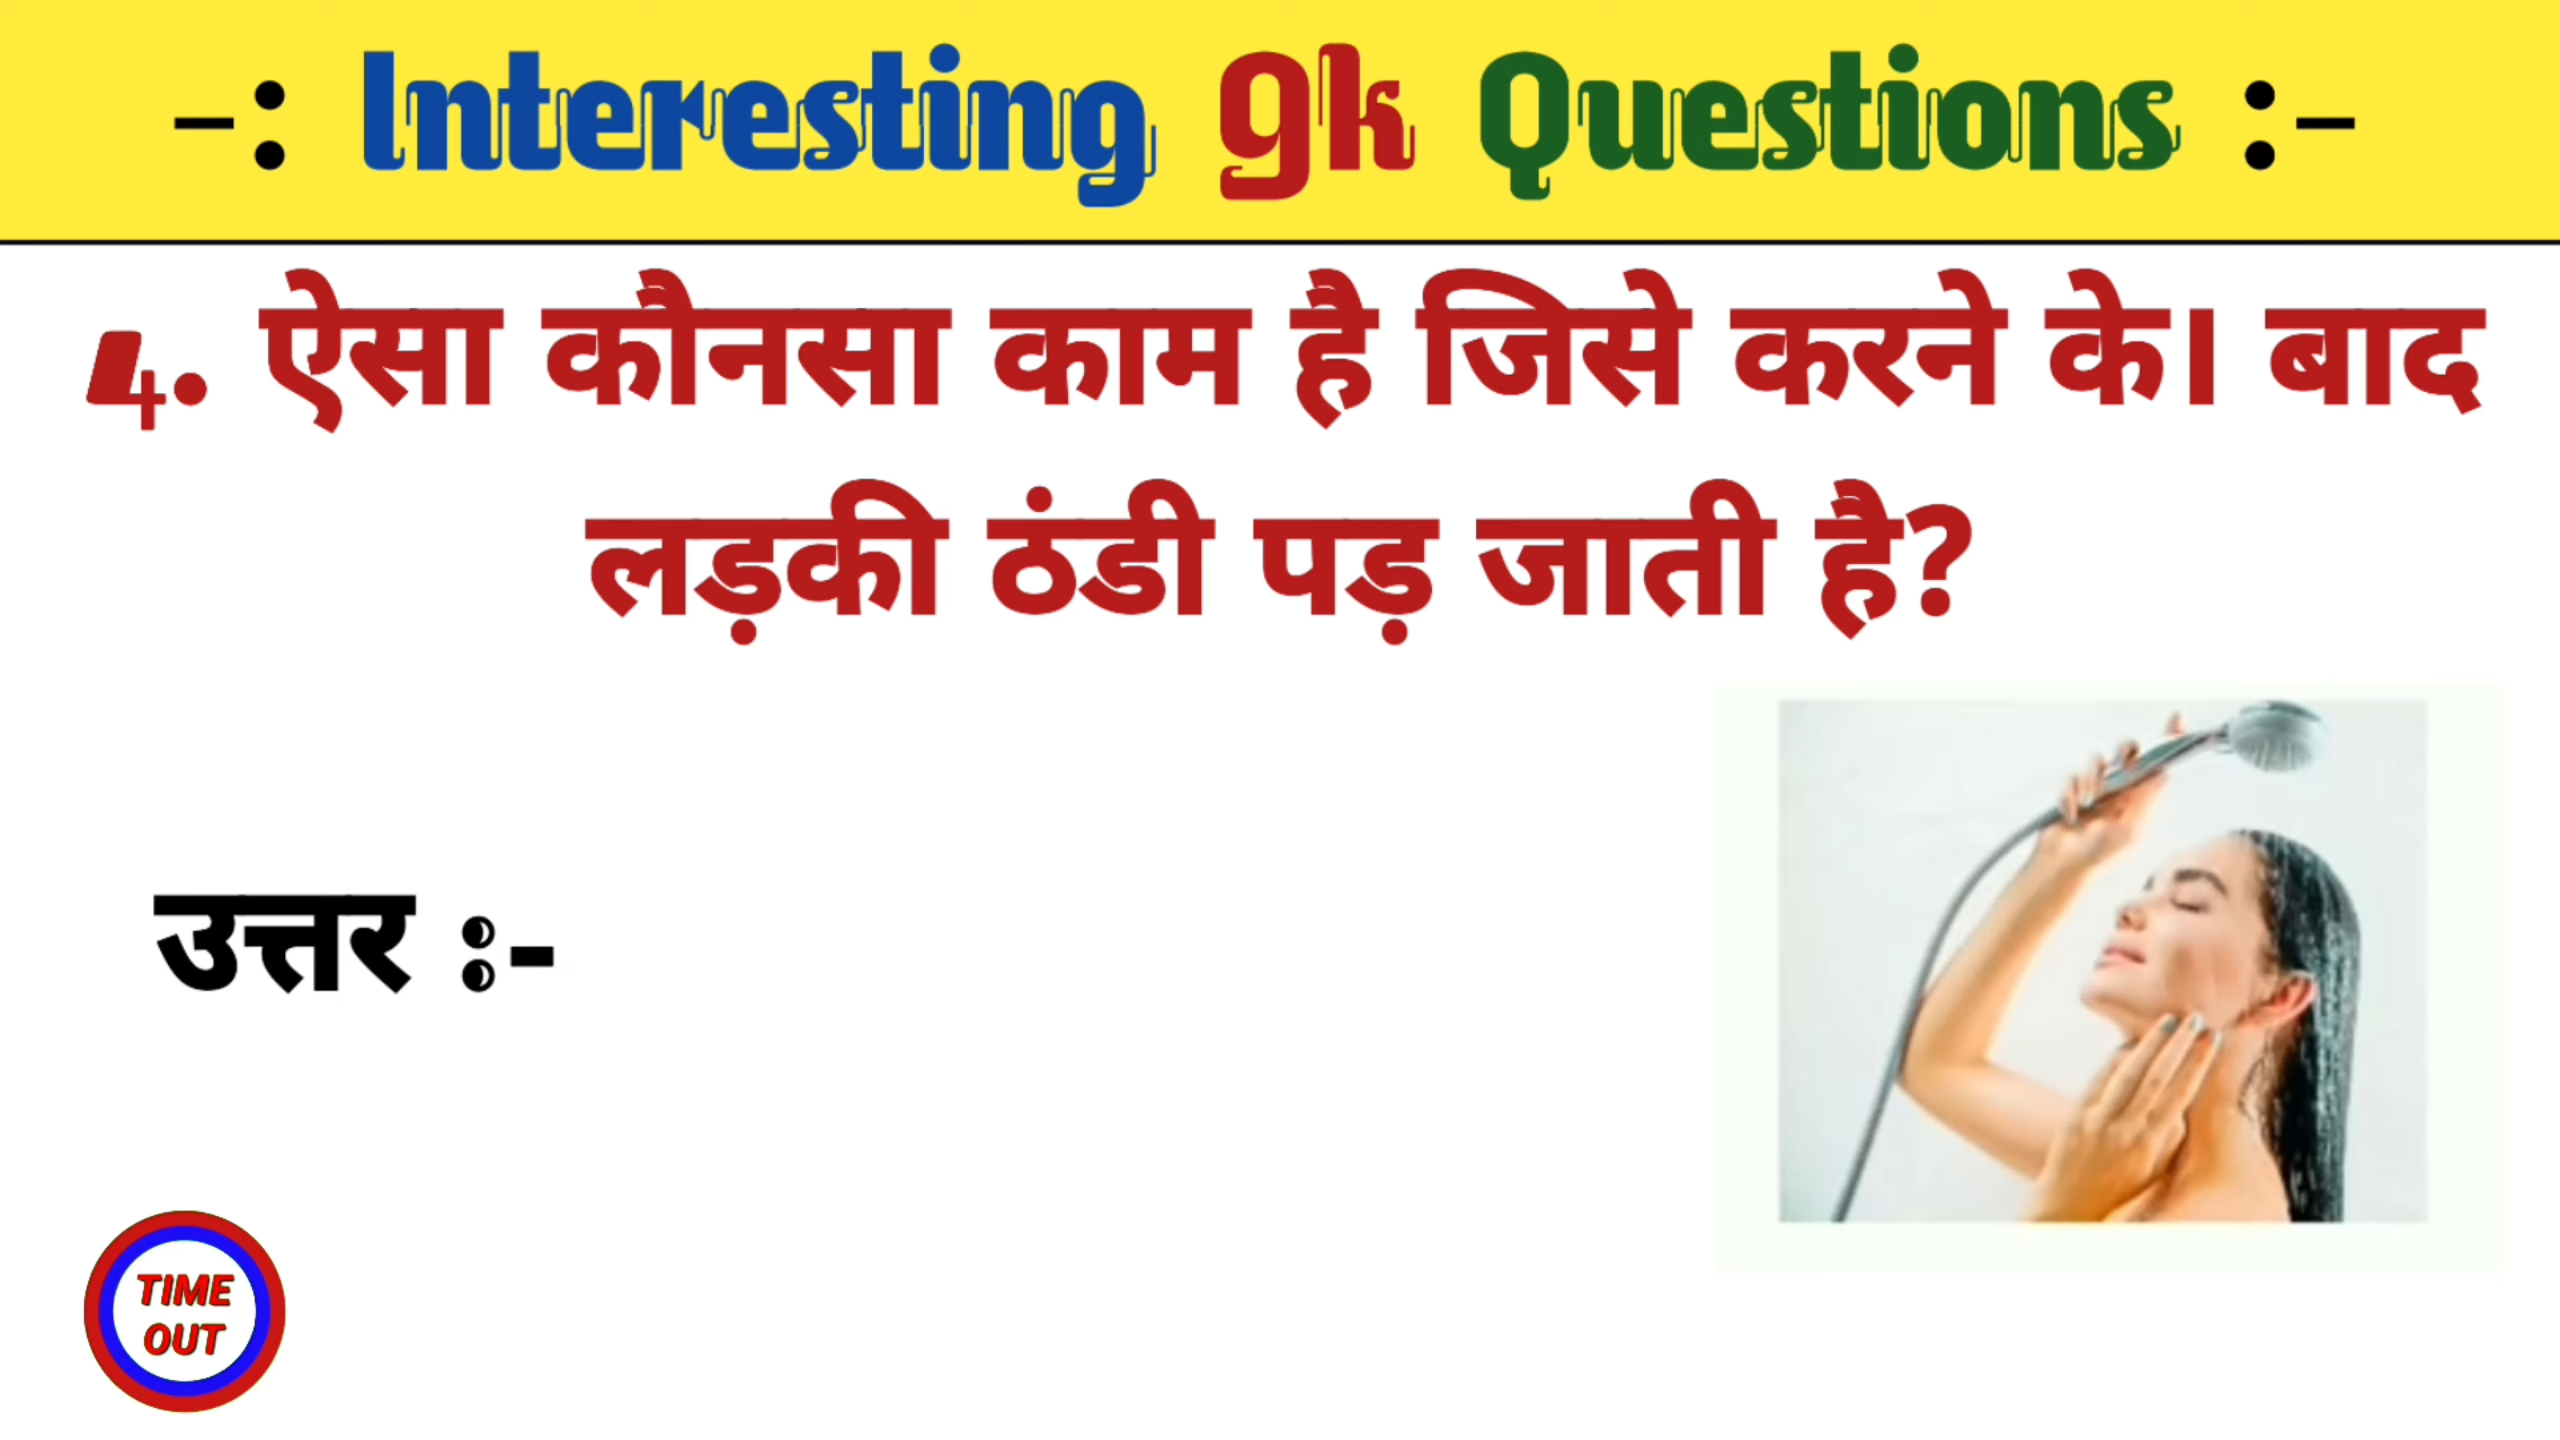 -: Interesting gk Questions :-
4. ऐसा कौनसा काम है जिसे करने के। बाद
लड़की ठंडी पड़ जाती है?
उत्तर :-
TIME
OUT